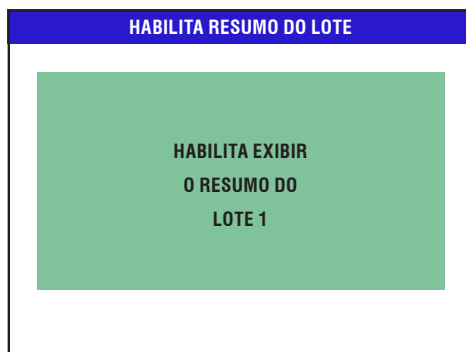 HABILITA RESUMO DO LOTE
HABILITA EXIBIR
O RESUMO DO
LOTE 1